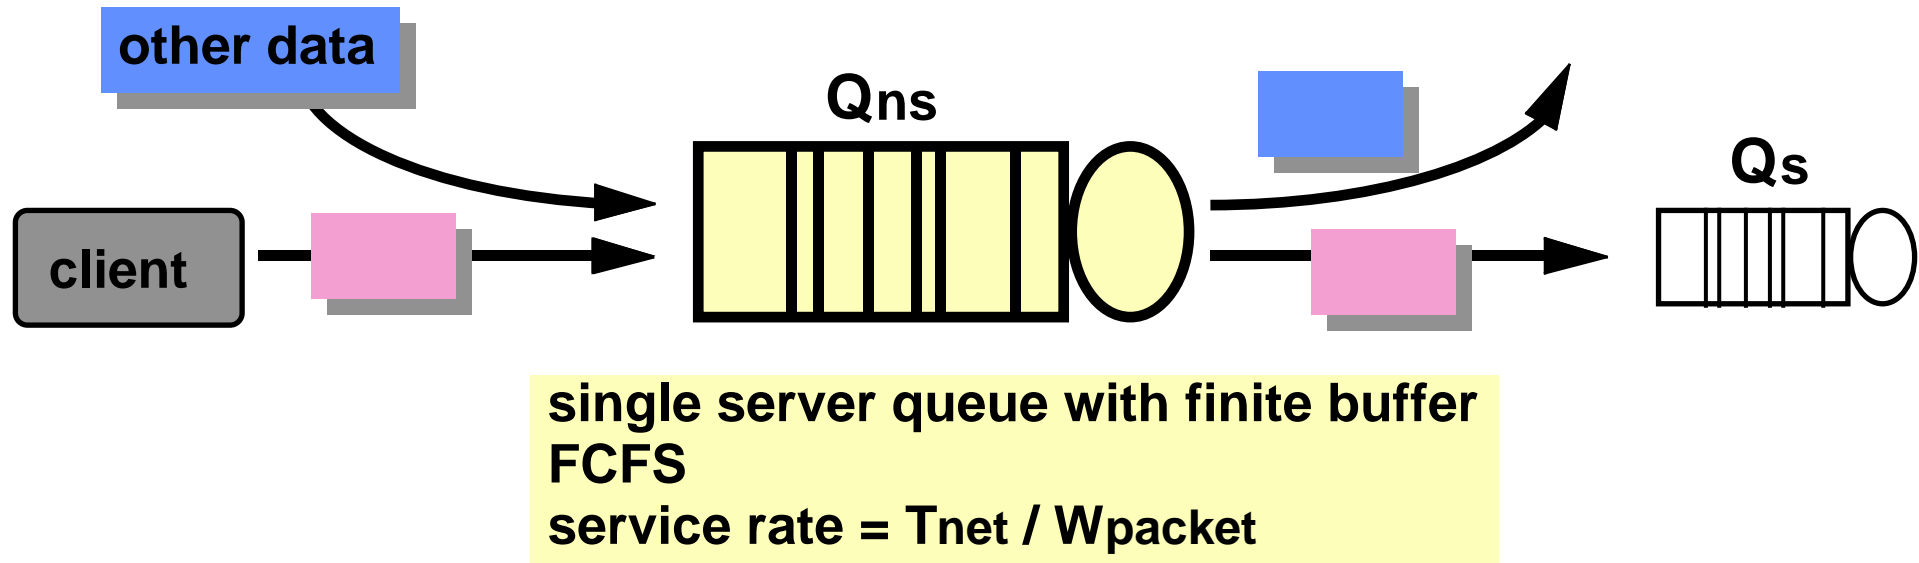 other data
Qns
Qs
client
single server queue with finite buffer
FCFS
service rate = Tnet / Wpacket